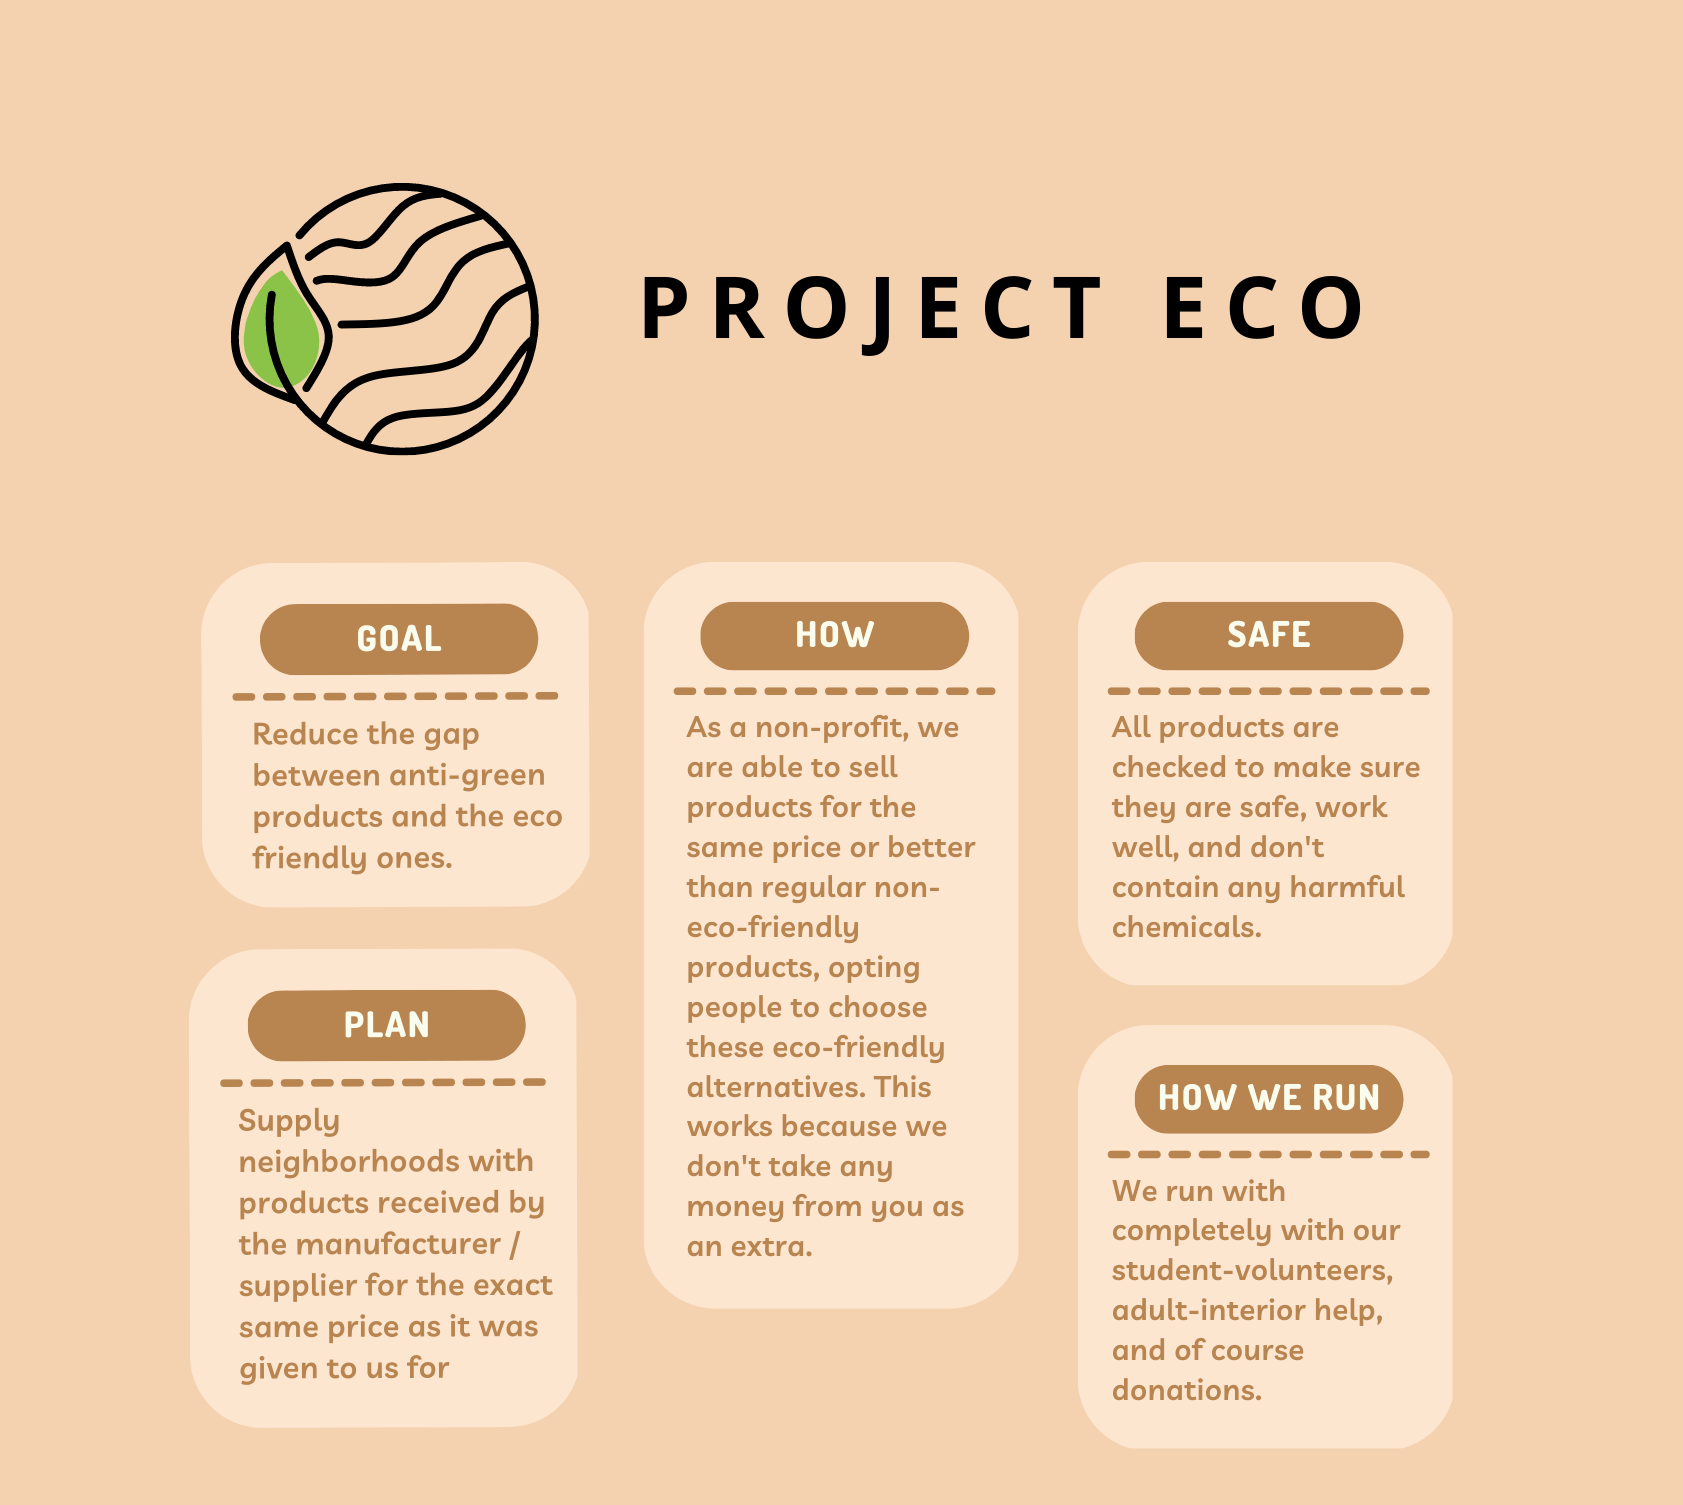 PROJECT ECO
GOAL
Reduce the gap
between anti-green
products and the eco
friendly ones.
PLAN
Supply
neighborhoods with
products received by
the manufacturer /
supplier for the exact
same price as it was
given to us for
HOW
As a non-profit, we
are able to sell
products for the
same price or better
than regular non-
eco-friendly
products, opting
people to choose
these eco-friendly
alternatives. This
works because we
don't take any
money from you as
an extra.
SAFE
All products are
checked to make sure
they are safe, work
well, and don't
contain any harmful
chemicals.
HOW WE RUN
We run with
completely with our
student-volunteers,
adult-interior help,
and of course
donations.